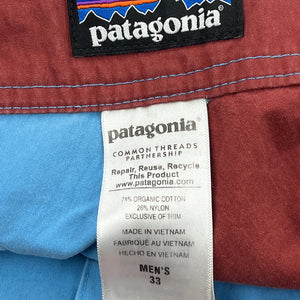 patagonia
patagonia®
COMMON THREADS
PARTNERSHIP
Repair, Reuse, Recycle
This Product
www.patagonia.com
74% ORGANIC COTTON
26% NYLON
EXCLUSIVE OF TRIM
MADE IN VIETNAM
FABRIQUÉ AU VIETNAM
HECHO EN VIETNAM
MEN'S
33